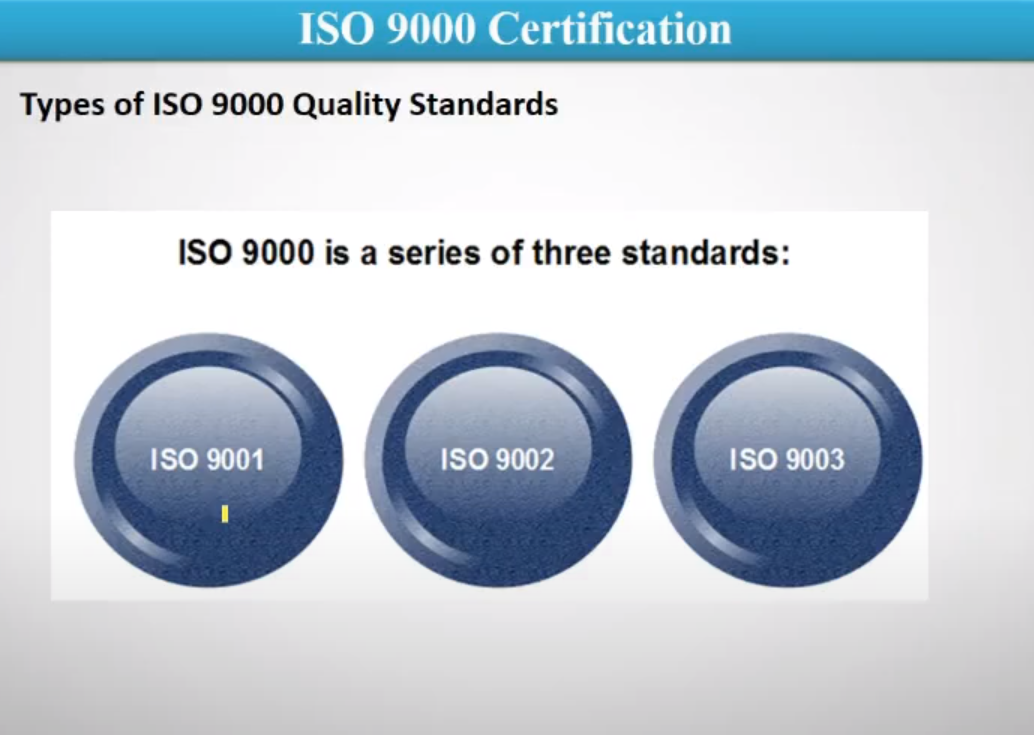 ISO 9000 Certification
Types of ISO 9000 Quality Standards
ISO 9000 is a series of three standards:
ISO 9001
ISO 9002
ISO 9003